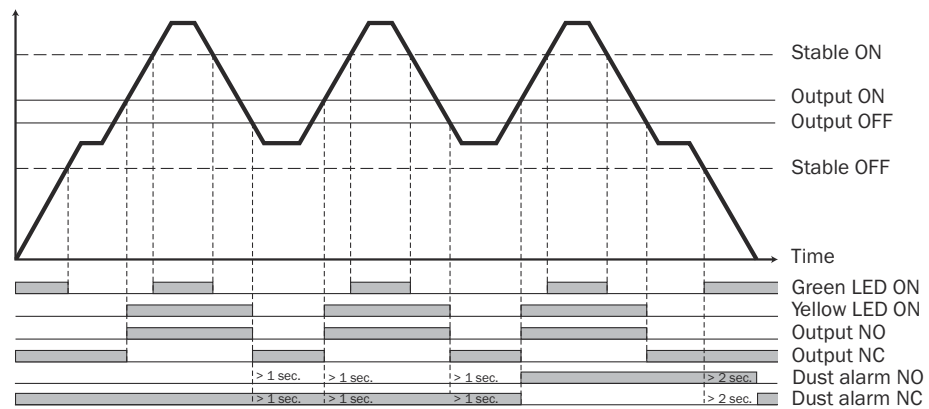 Stable ON
Output ON
Output OFF
Stable OFF
Time
Green LED ON
Yellow LED ON
Output NO
Output NC
> 1 sec. > 1 sec. > 1 sec. > 2 sec. Dust alarm NO
> 1 sec. > 1 sec. > 1 sec. > 2 sec. Dust alarm NC